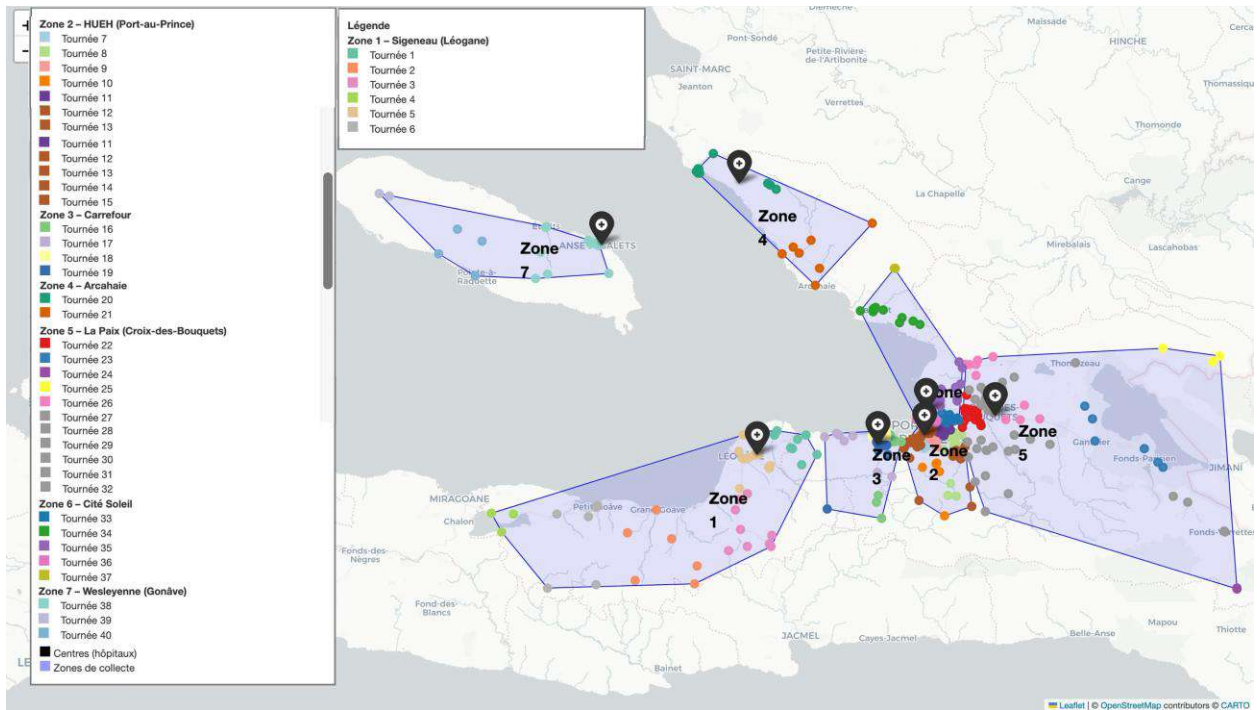 +
−
Zone 2 – HUEH (Port-au-Prince)
Tournée 7
Tournée 8
Tournée 9
Tournée 10
Tournée 11
Tournée 12
Tournée 13
Tournée 11
Tournée 12
Tournée 13
Tournée 14
Tournée 15
Zone 3 – Carrefour
Tournée 16
Tournée 17
Tournée 18
Tournée 19
Zone 4 – Arcahaie
Tournée 20
Tournée 21
Zone 5 – La Paix (Croix-des-Bouquets)
Tournée 22
Tournée 23
Tournée 24
Tournée 25
Tournée 26
Tournée 27
Tournée 28
Tournée 29
Tournée 30
Tournée 31
Tournée 32
Zone 6 – Cité Soleil
Tournée 33
Tournée 34
Tournée 35
Tournée 36
Tournée 37
Zone 7 – Wesleyenne (Gonâve)
Tournée 38
Tournée 39
Tournée 40
Centres (hôpitaux)
Zones de collecte
Légende
Zone 1 – Sigeneau (Léogane)
Tournée 1
Tournée 2
Tournée 3
Tournée 4
Tournée 5
Tournée 6
Dimèche
Maissade
Cerca-
HINCHE
Pont-Sondé
Petite-Rivière-
de-l'Artibonite
SAINT-MARC
Jeanton
Verrettes
Thomassique
Thomonde
Cange
La Chapelle
Mirebalais
Lascahobas
Zone
4
Zone
7
Pointe-à-
Raquette
Arcahaie
Thomazeau
Zone
5
Ganthier
Fonds-Parisien
JIMANÍ
Zone
2
Zone
3
Zone
1
MIRAGOANE
Chalon
Petit-Goâve
Grand-Goâve
Fonds-des-
Nègres
Fond-des-
Blancs
Fonds-Verrettes
JACMEL
Cayes-Jacmel
Belle-Anse
Mapou
Thiotte
Bainet
Leaflet | © OpenStreetMap contributors © CARTO